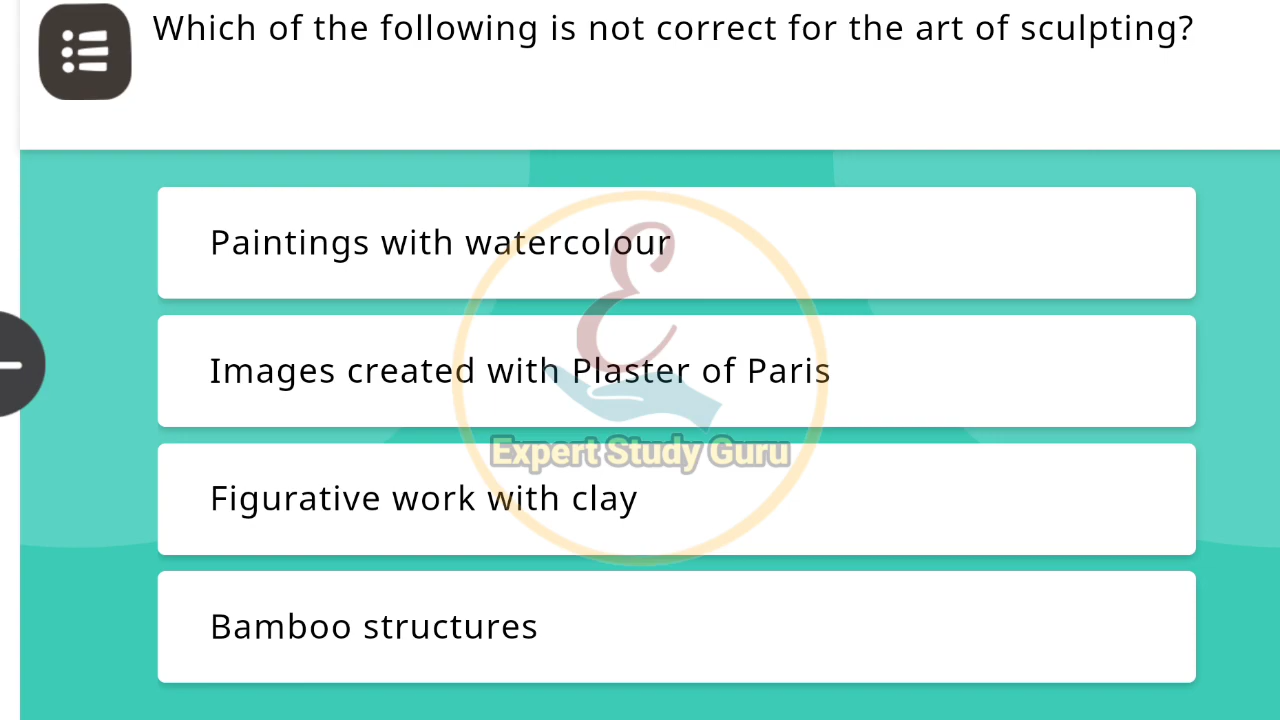 Which of the following is not correct for the art of sculpting?
Paintings with watercolour
Images created with Plaster of Paris
Figurative work with clay
Bamboo structures
Expert Study Guru